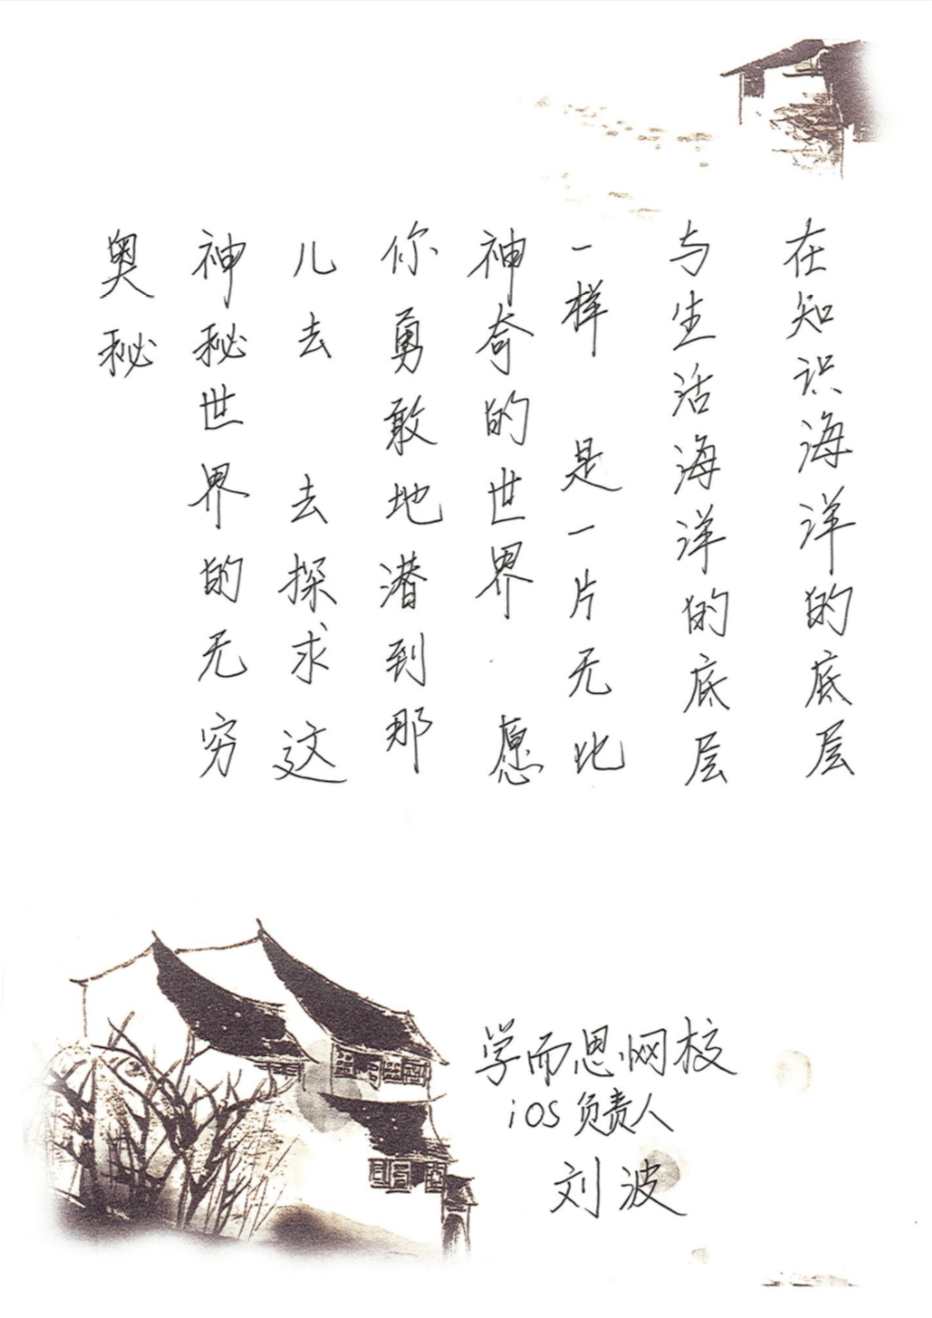 在知识海洋的底层
与生活海洋的底层
一样 是一片无比
神奇的世界. 愿
你勇敢地潜到那
儿去 去探求这
神秘世界的无穷
奥秘
学而思网校
iOS负责人
刘波